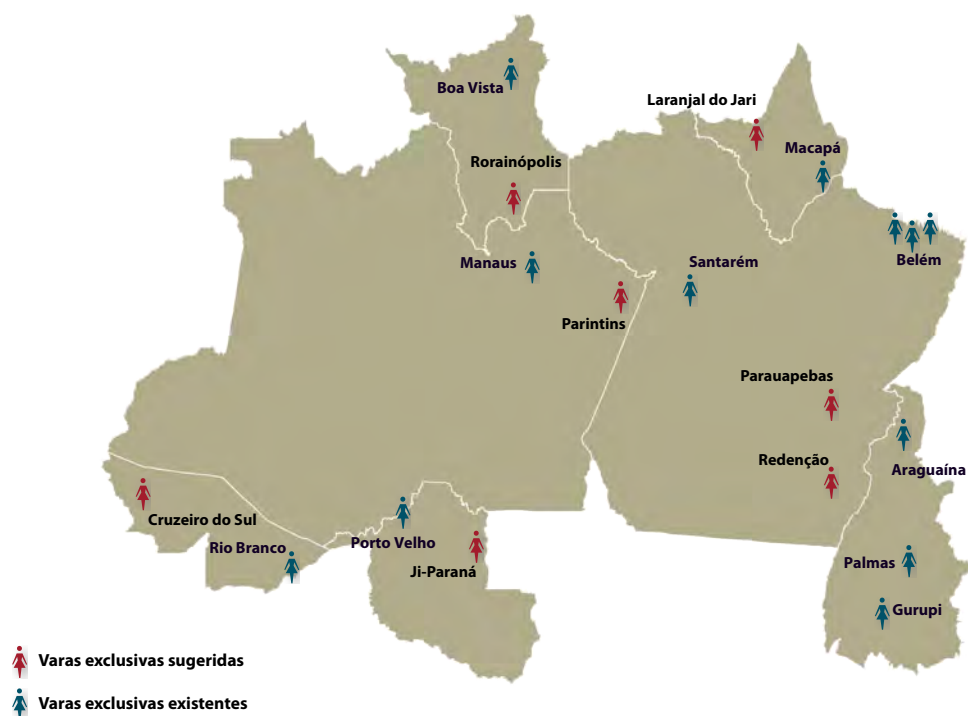 Boa Vista
Laranjal do Jari
Macapá
Rorainópolis
Manaus
Santarém
Belém
Parintins
Parauapebas
Redenção
Araguaína
Cruzeiro do Sul
Rio Branco
Porto Velho
Ji-Paraná
Palmas
Gurupi
Varas exclusivas sugeridas
Varas exclusivas existentes